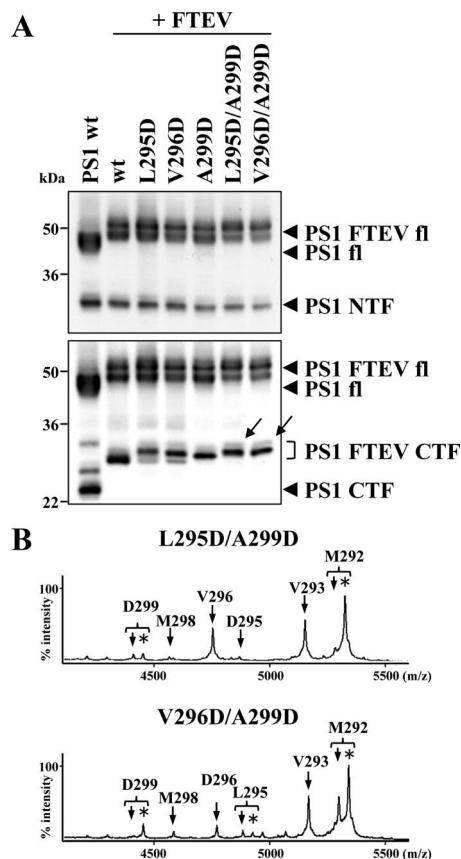 A
+ FTEV
PS1 wt
wt
L295D
V296D
A299D
L295D/A299D
V296D/A299D
kDa
50
36
PS1 FTEV fl
PS1 fl
PS1 NTF
50
36
22
PS1 FTEV fl
PS1 fl
PS1 FTEV CTF
PS1 CTF
B
L295D/A299D
100
% intensity
D299
*
M298
V296
D295
V293
M292
*
4500
5000
5500 (m/z)
V296D/A299D
100
% intensity
D299
*
M298
D296
L295
*
V293
M292
*
4500
5000
5500 (m/z)